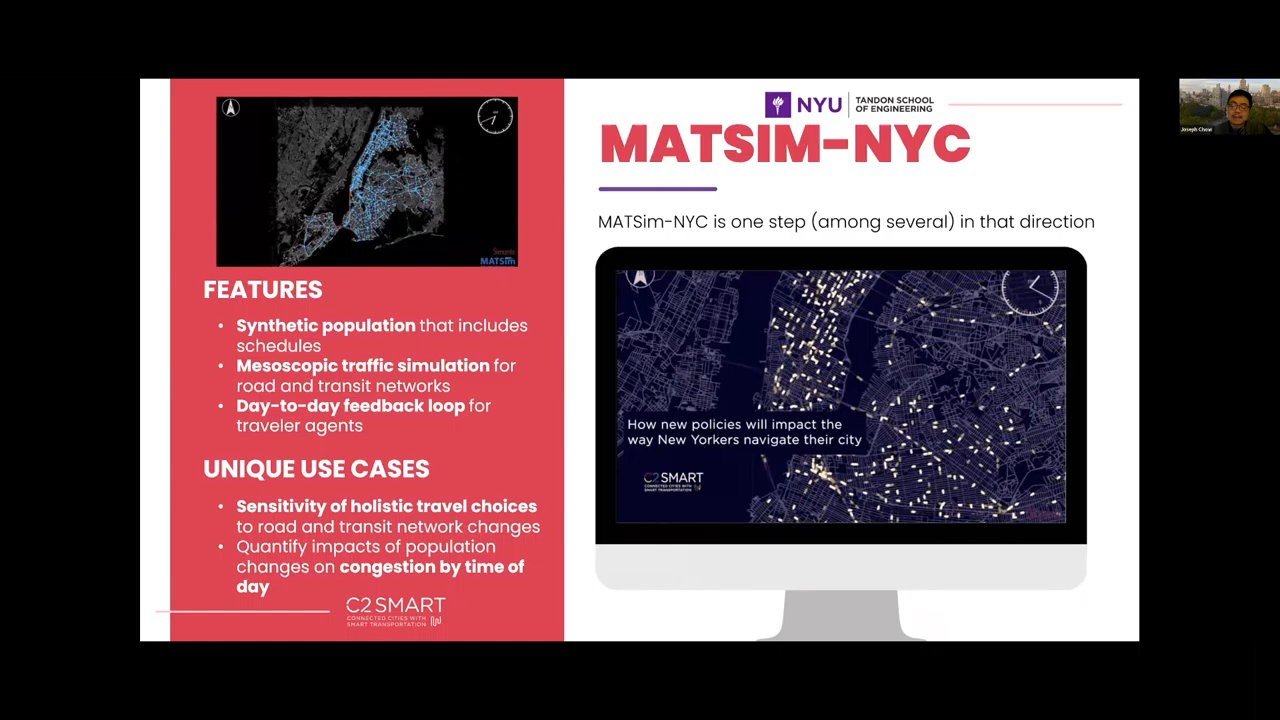 NYU
TANDON SCHOOL
OF ENGINEERING
MATSIM-NYC
MATSim-NYC is one step (among several) in that direction
How new policies will impact the
way New Yorkers navigate their city
C2SMART
CONNECTED CITIES WITH
SMART TRANSPORTATION
MATSim
FEATURES
• Synthetic population that includes
schedules
• Mesoscopic traffic simulation for
road and transit networks
• Day-to-day feedback loop for
traveler agents
UNIQUE USE CASES
• Sensitivity of holistic travel choices
to road and transit network changes
• Quantify impacts of population
changes on congestion by time of
day
C2SMART
CONNECTED CITIES WITH
SMART TRANSPORTATION
Joseph Chow